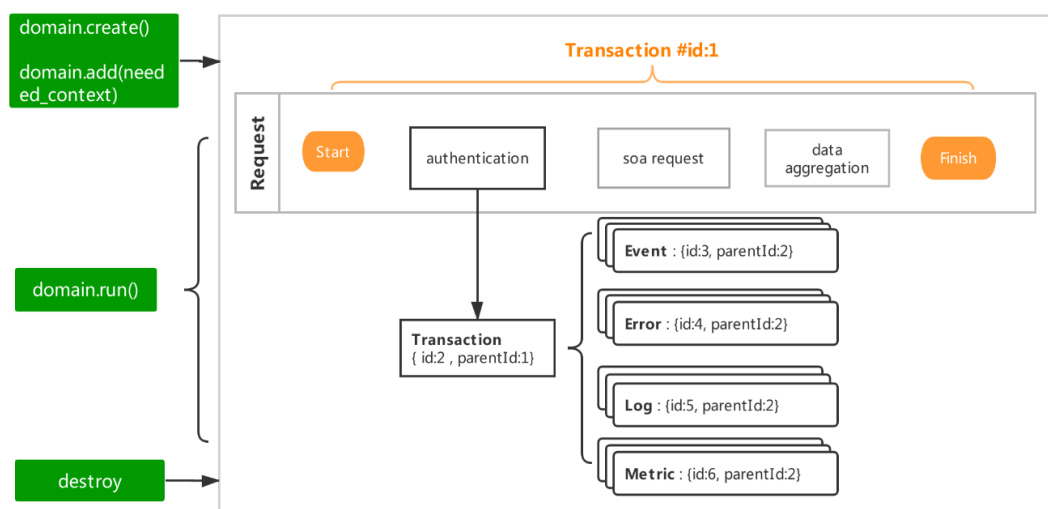 domain.create()
domain.add(need
ed_context)
Transaction #id:1
Request
Start
authentication
soa request
data
aggregation
Finish
domain.run()
Transaction
{ id:2 , parentId:1}
Event : {id:3, parentId:2}
Error : {id:4, parentId:2}
Log : {id:5, parentId:2}
Metric : {id:6, parentId:2}
destroy